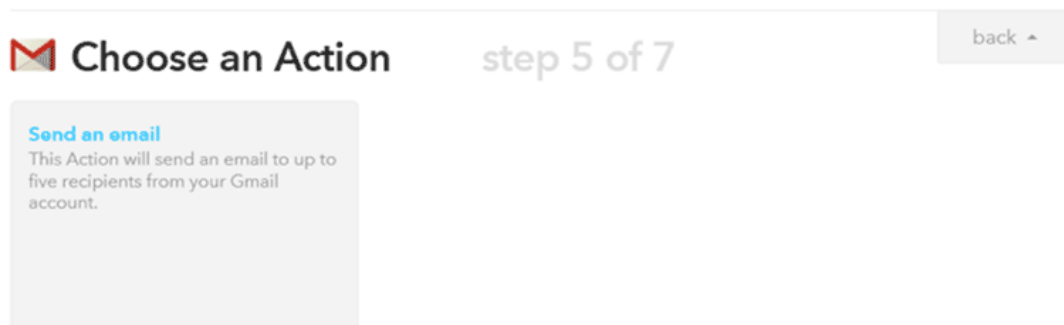 Choose an Action step 5 of 7
back
Send an email
This Action will send an email to up to
five recipients from your Gmail
account.